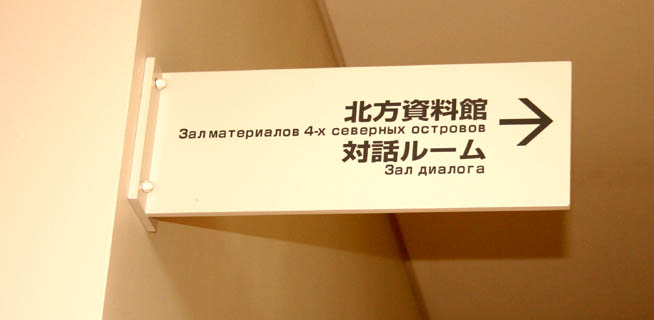 北方資料館
Зал материалов 4-х северных островов
対話ルーム
Зал диалога